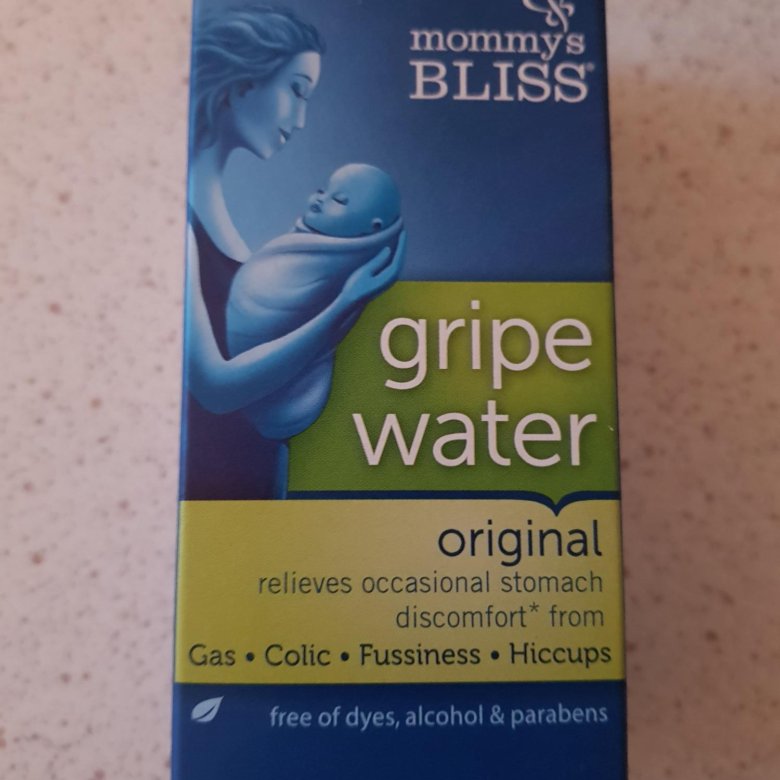 mommy's
BLISS®
gripe
water
original
relieves occasional stomach
discomfort* from
Gas • Colic • Fussiness • Hiccups
free of dyes, alcohol & parabens